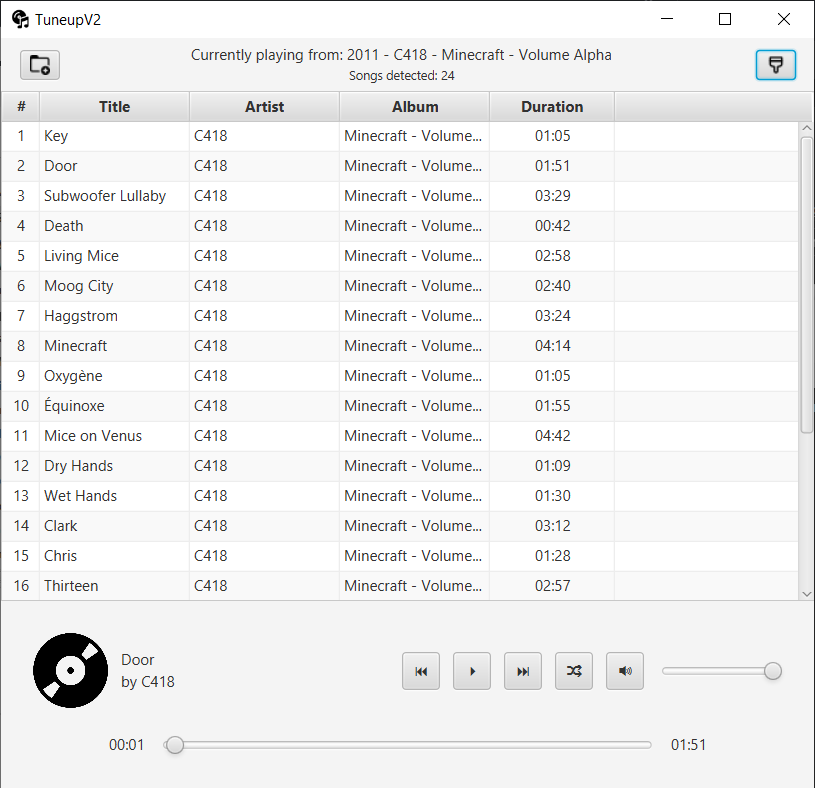 TuneupV2
Currently playing from: 2011 - C418 - Minecraft - Volume Alpha
Songs detected: 24
# Title Artist Album Duration
1 Key C418 Minecraft - Volume... 01:05
2 Door C418 Minecraft - Volume... 01:51
3 Subwoofer Lullaby C418 Minecraft - Volume... 03:29
4 Death C418 Minecraft - Volume... 00:42
5 Living Mice C418 Minecraft - Volume... 02:58
6 Moog City C418 Minecraft - Volume... 02:40
7 Haggstrom C418 Minecraft - Volume... 03:24
8 Minecraft C418 Minecraft - Volume... 04:14
9 Oxygène C418 Minecraft - Volume... 01:05
10 Équinoxe C418 Minecraft - Volume... 01:55
11 Mice on Venus C418 Minecraft - Volume... 04:42
12 Dry Hands C418 Minecraft - Volume... 01:09
13 Wet Hands C418 Minecraft - Volume... 01:30
14 Clark C418 Minecraft - Volume... 03:12
15 Chris C418 Minecraft - Volume... 01:28
16 Thirteen C418 Minecraft - Volume... 02:57
Door
by C418
00:01 01:51